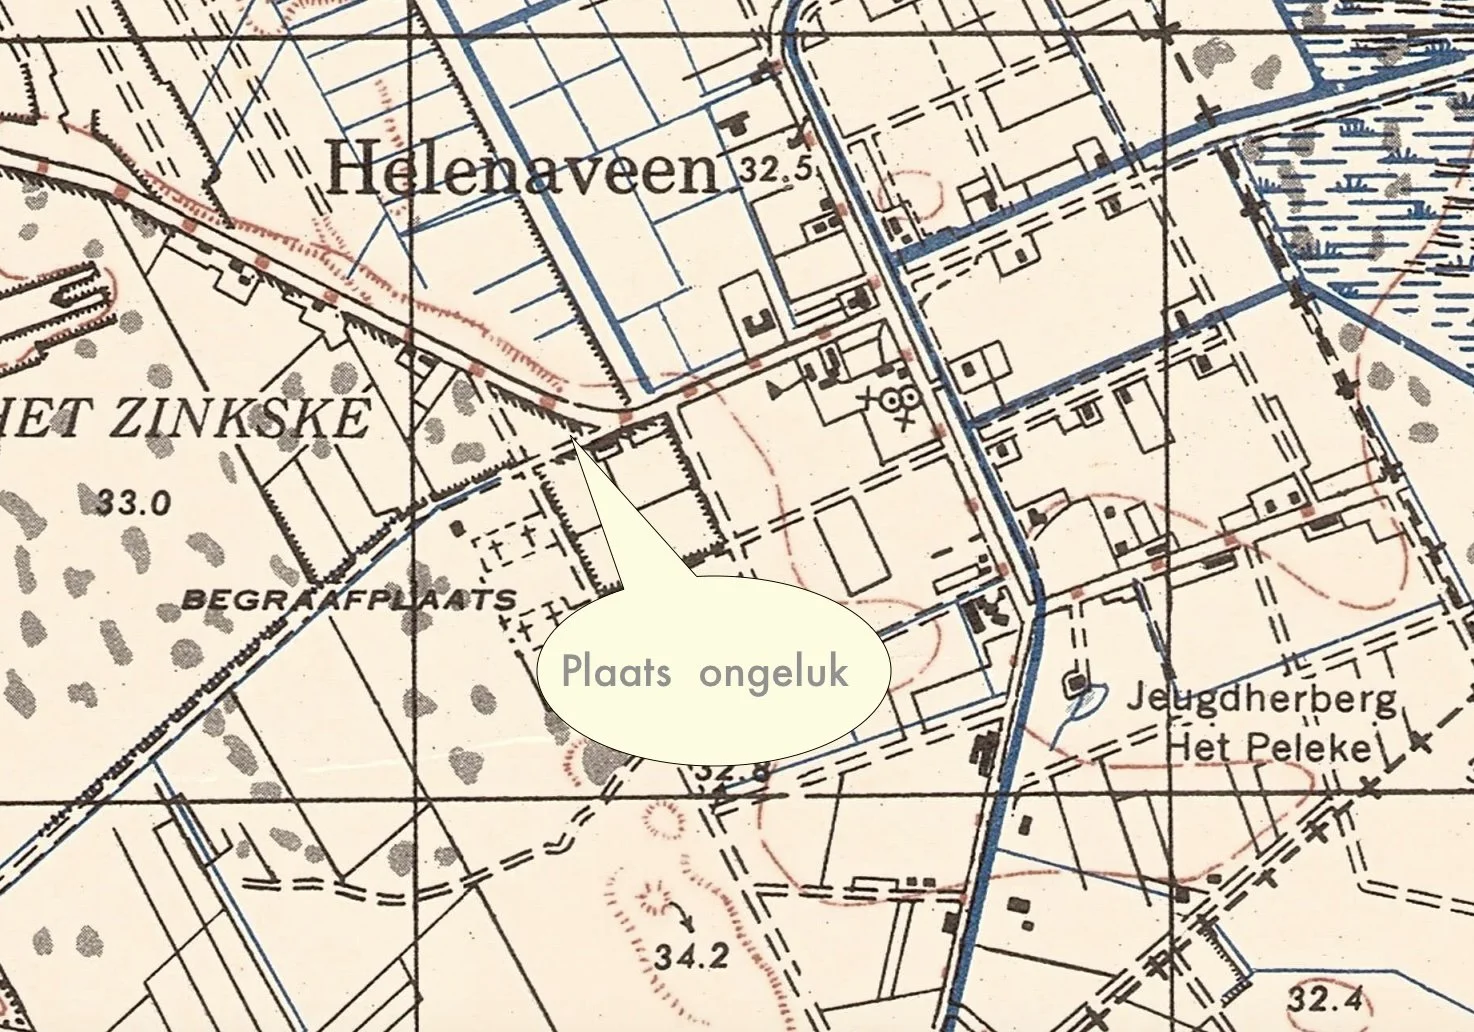 Helenaveen 32.5
HET ZINKSKE
33.0
BEGRAAFPLAATS
Plaats ongeluk
Jeugdherberg
Het Peleke
32.8
34.2
32.4